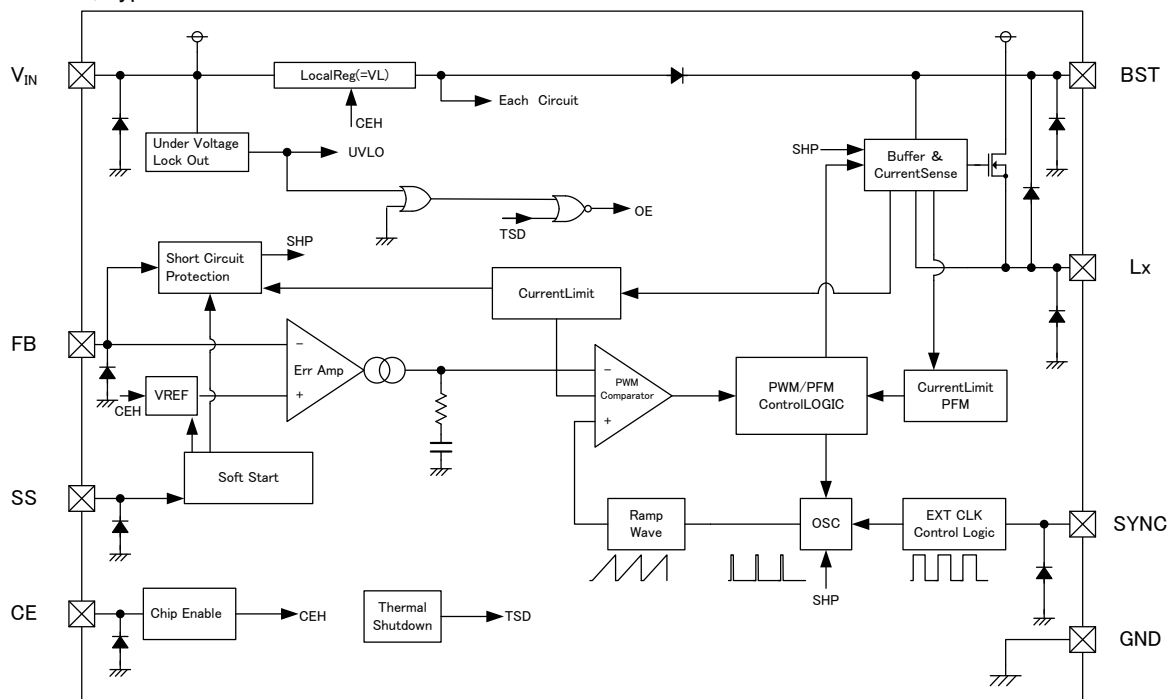 V_IN
LocalReg(=VL)
BST
Each Circuit
CEH
Under Voltage
Lock Out
UVLO
SHP
Buffer &
CurrentSense
OE
TSD
SHP
Short Circuit
Protection
Lx
CurrentLimit
FB
−
Err Amp
+
CEH
VREF
−
PWM
Comparator
+
PWM/PFM
ControlLOGIC
CurrentLimit
PFM
Soft Start
SS
Ramp
Wave
OSC
EXT CLK
Control Logic
SYNC
SHP
CE
Chip Enable
CEH
Thermal
Shutdown
TSD
GND